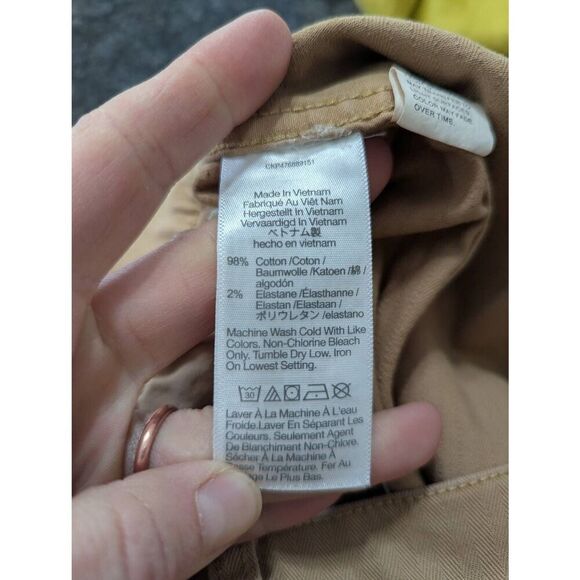 CKP476889151
Made In Vietnam
Fabriqué Au Viêt Nam
Hergestellt In Vietnam
Vervaardigd In Vietnam
ベトナム製
hecho en vietnam
98% Cotton /Coton/
Baumwolle /Katoen /綿/
algodón
2% Elastane /Élasthanne/
Elastan /Elastaan/
ポリウレタン/elastano
Machine Wash Cold With Like
Colors. Non-Chlorine Bleach
Only. Tumble Dry Low. Iron
On Lowest Setting.
30
Laver À La Machine À L'eau
Froide.Laver En Séparant Les
Couleurs. Seulement Agent
De Blanchiment Non-Chlore.
Sécher À La Machine À
Basse Température. Fer Au
Le Plus Bas.
COLOR MAY FADE
OVER TIME.